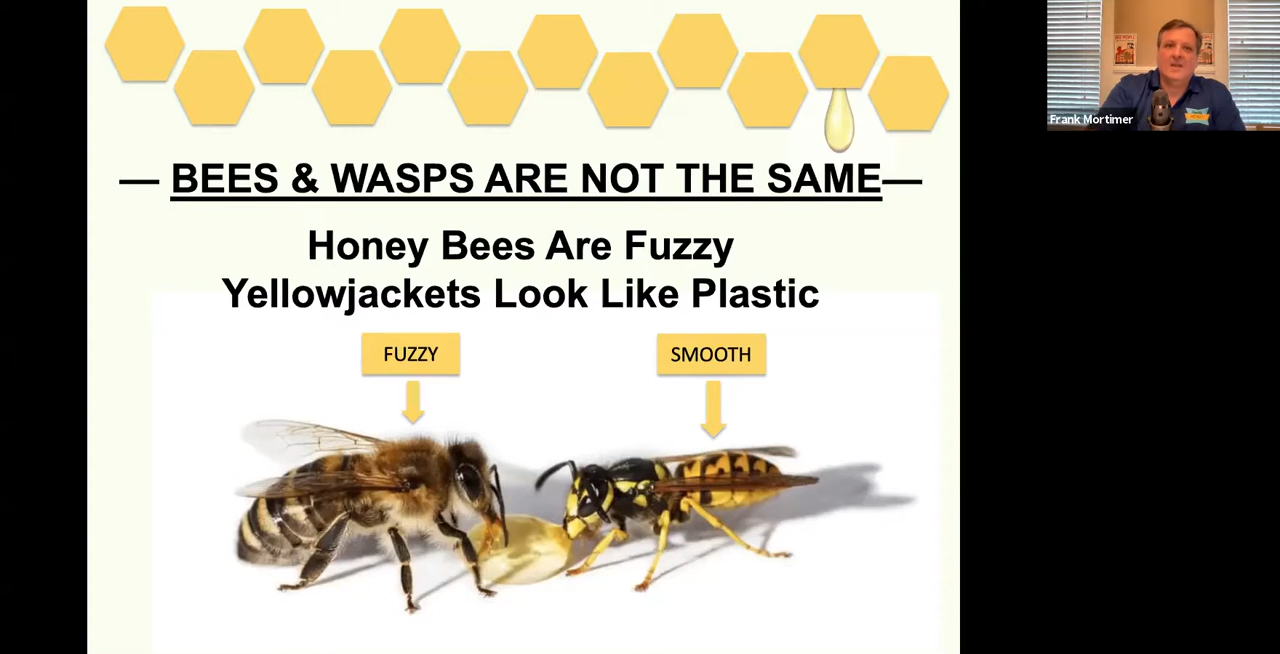 — BEES & WASPS ARE NOT THE SAME—
Honey Bees Are Fuzzy
Yellowjackets Look Like Plastic
FUZZY
SMOOTH
Frank Mortimer